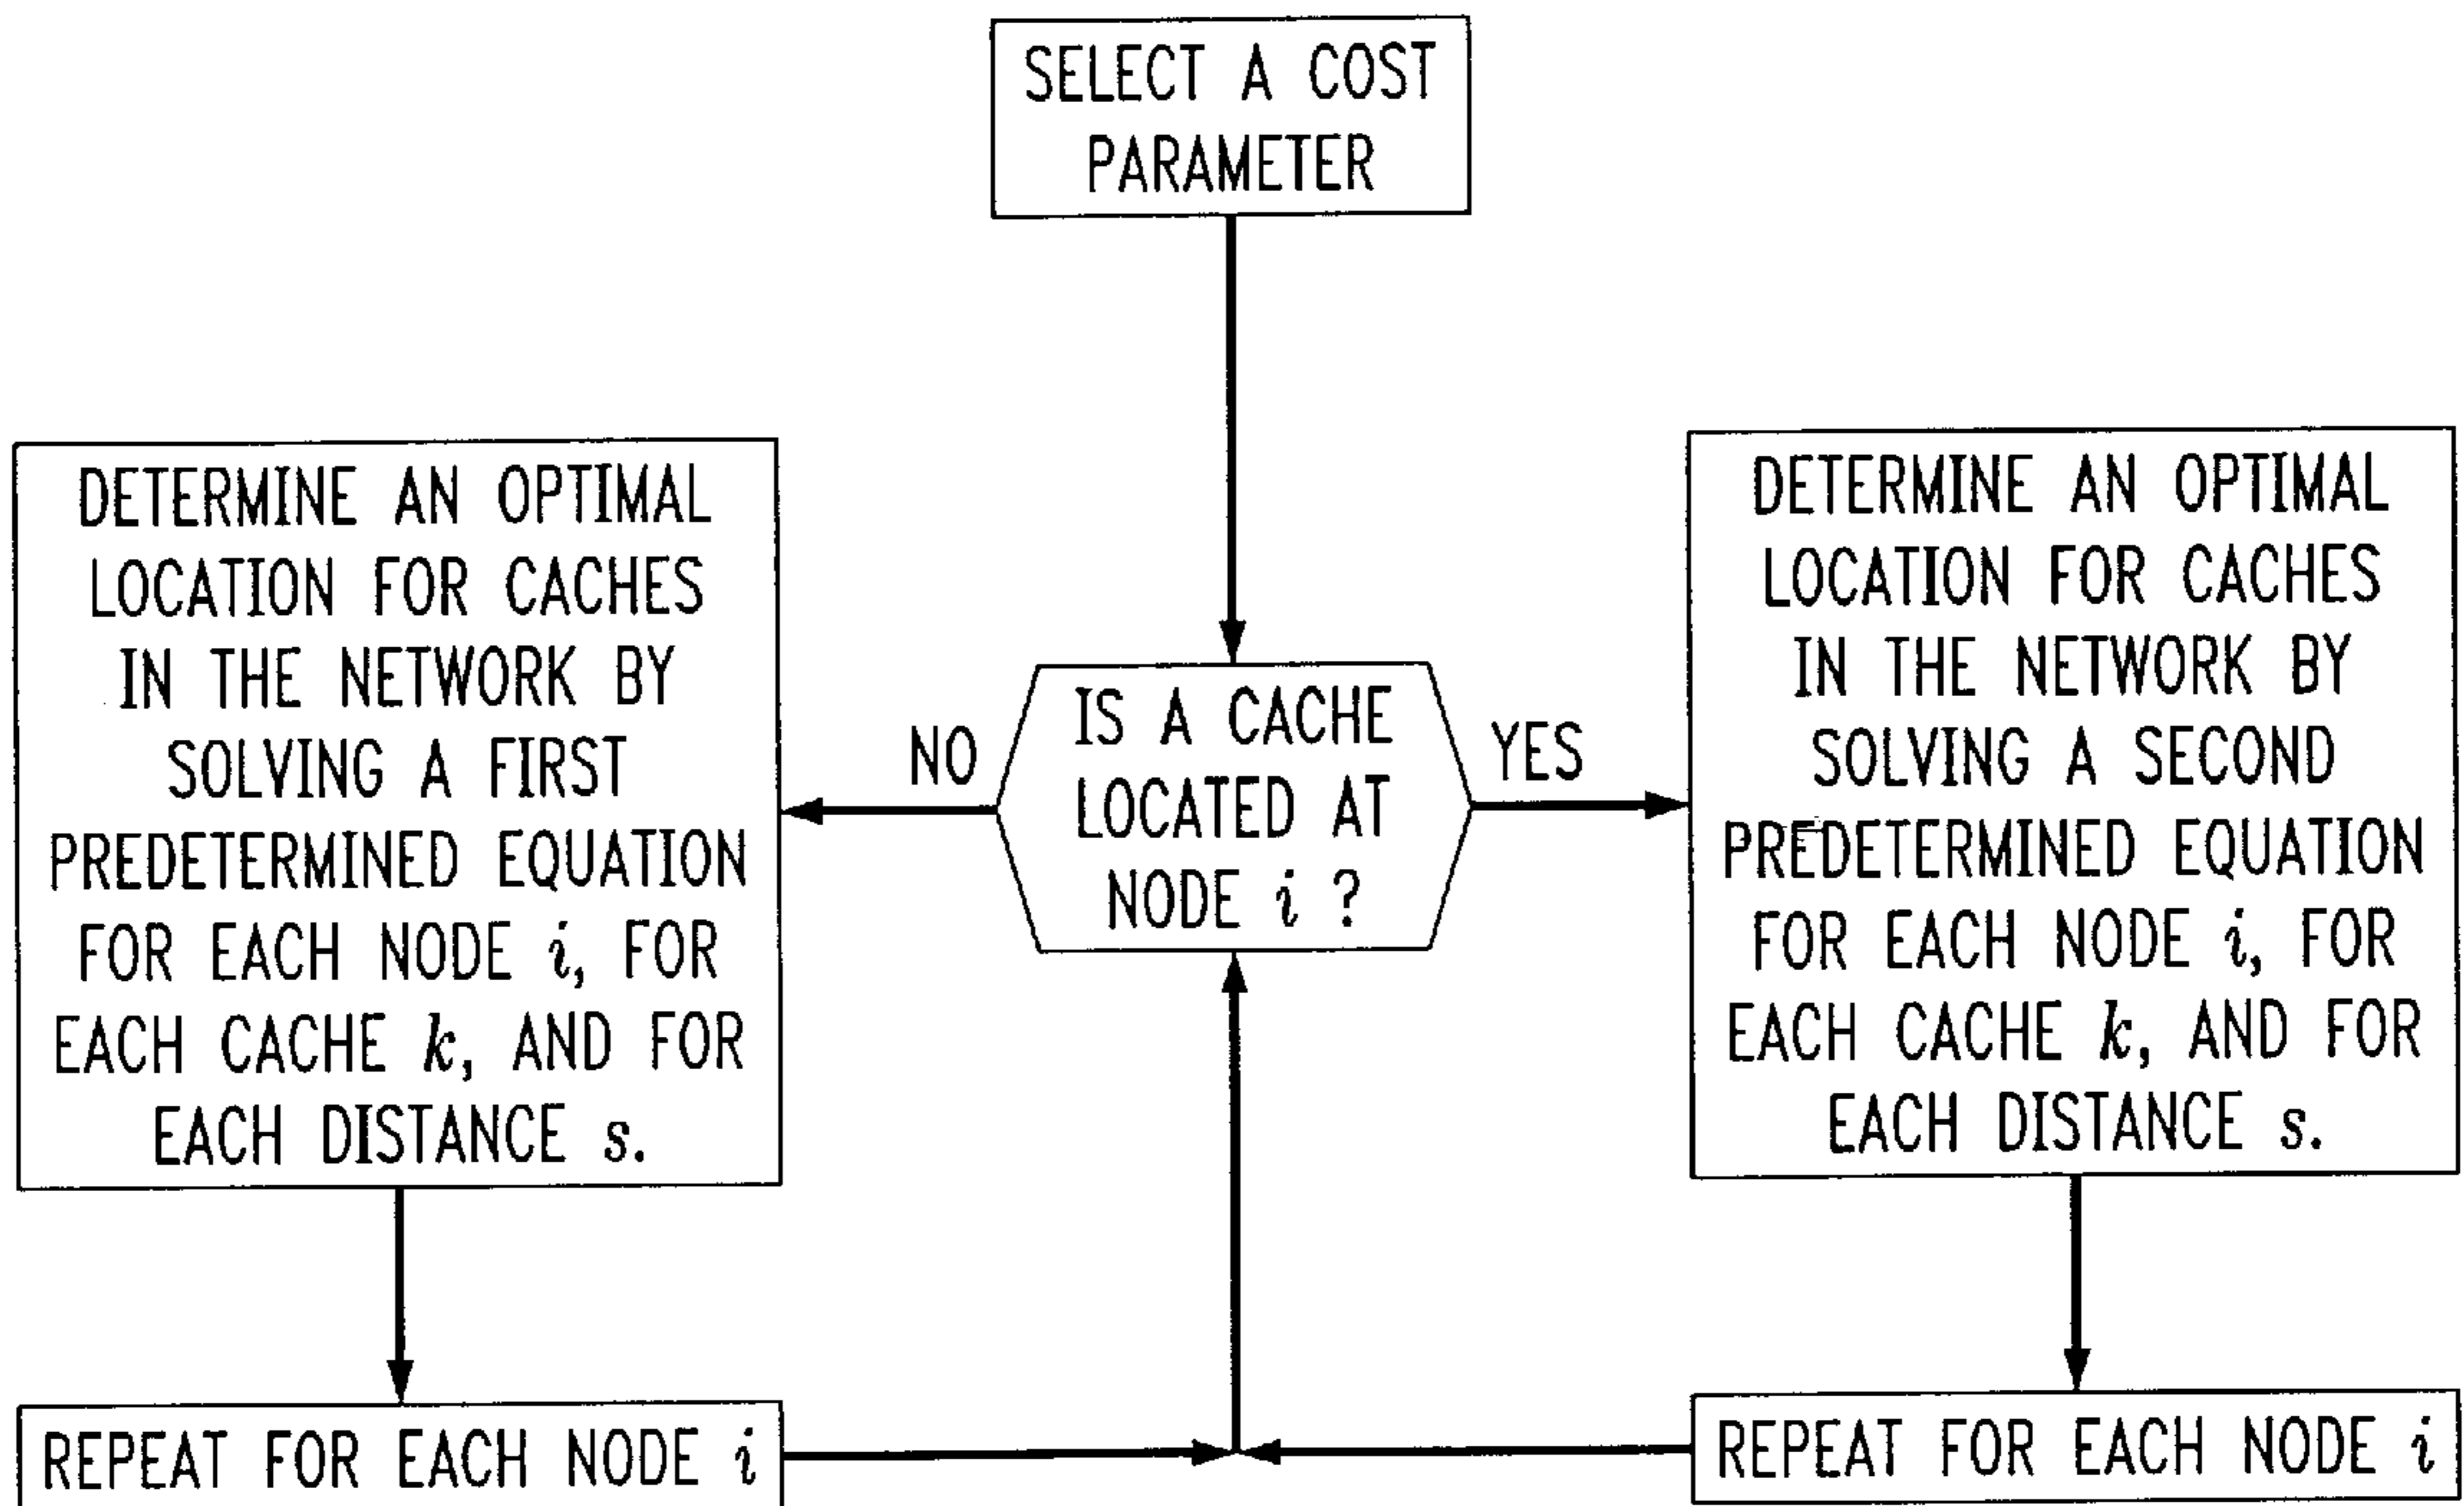 SELECT A COST
PARAMETER
DETERMINE AN OPTIMAL
LOCATION FOR CACHES
IN THE NETWORK BY
SOLVING A FIRST
PREDETERMINED EQUATION
FOR EACH NODE i, FOR
EACH CACHE k, AND FOR
EACH DISTANCE s.
NO
IS A CACHE
LOCATED AT
NODE i ?
YES
DETERMINE AN OPTIMAL
LOCATION FOR CACHES
IN THE NETWORK BY
SOLVING A SECOND
PREDETERMINED EQUATION
FOR EACH NODE i, FOR
EACH CACHE k, AND FOR
EACH DISTANCE s.
REPEAT FOR EACH NODE i
REPEAT FOR EACH NODE i